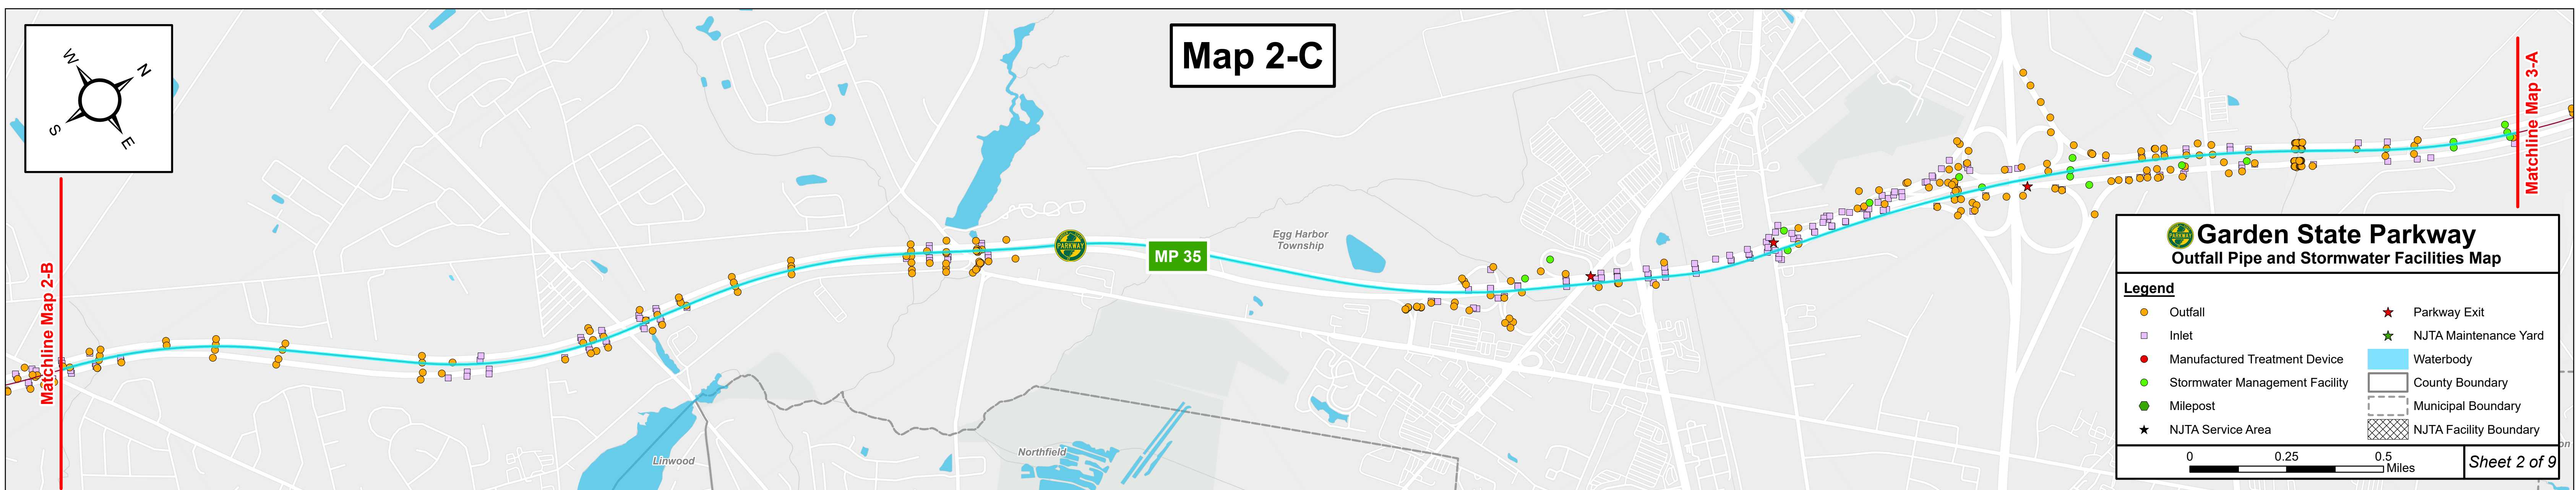 Map 2-C
W
N
S
E
Matchline Map 2-B
Matchline Map 3-A
PARKWAY
MP 35
Egg Harbor
Township
Linwood
Northfield
PARKWAY
Garden State Parkway
Outfall Pipe and Stormwater Facilities Map
Legend
Outfall
Inlet
Manufactured Treatment Device
Stormwater Management Facility
Milepost
NJTA Service Area
Parkway Exit
NJTA Maintenance Yard
Waterbody
County Boundary
Municipal Boundary
NJTA Facility Boundary
0 0.25 0.5
Miles
Sheet 2 of 9